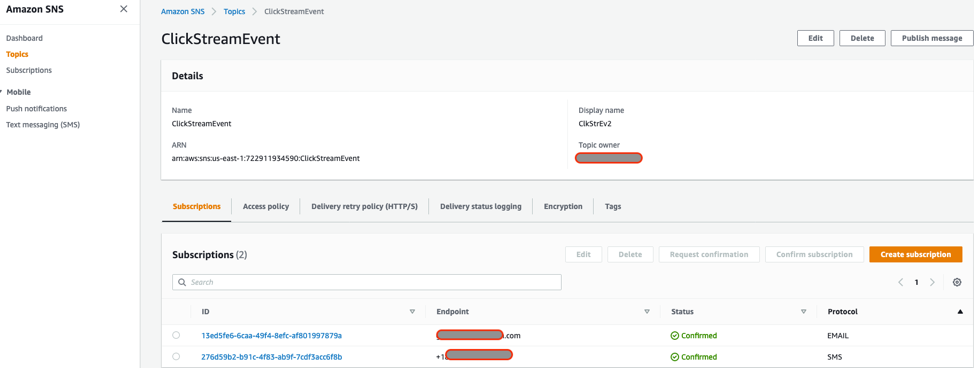 Amazon SNS
Amazon SNS > Topics > ClickStreamEvent
Dashboard
Topics
Subscriptions
Mobile
Push notifications
Text messaging (SMS)
ClickStreamEvent
Edit Delete Publish message
Details
Name
ClickStreamEvent
Display name
ClkStrEv2
ARN
arn:aws:sns:us-east-1:722911934590:ClickStreamEvent
Topic owner
Subscriptions Access policy Delivery retry policy (HTTP/S) Delivery status logging Encryption Tags
Subscriptions (2)
Edit Delete Request confirmation Confirm subscription Create subscription
Search
1
ID Endpoint Status Protocol
13ed5fe6-6caa-49f4-8efc-af801997879a .com Confirmed EMAIL
276d59b2-b91c-4f83-ab9f-7cdf3acc6f8b +1 Confirmed SMS